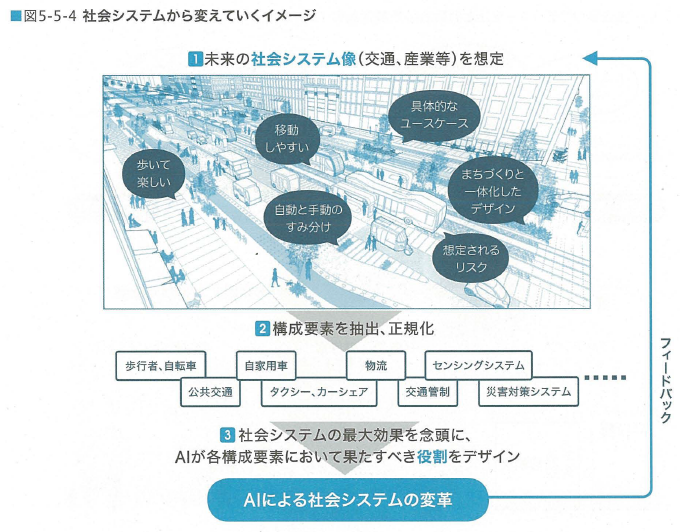 ■図5-5-4 社会システムから変えていくイメージ
1 未来の社会システム像（交通、産業等）を想定
具体的な
ユースケース
移動
しやすい
歩いて
楽しい
まちづくりと
一体化した
デザイン
自動と手動の
すみ分け
想定される
リスク
2 構成要素を抽出、正規化
歩行者、自転車
自家用車
物流
センシングシステム
公共交通
タクシー、カーシェア
交通管制
災害対策システム
フィードバック
3 社会システムの最大効果を念頭に、
AIが各構成要素において果たすべき役割をデザイン
AIによる社会システムの変革